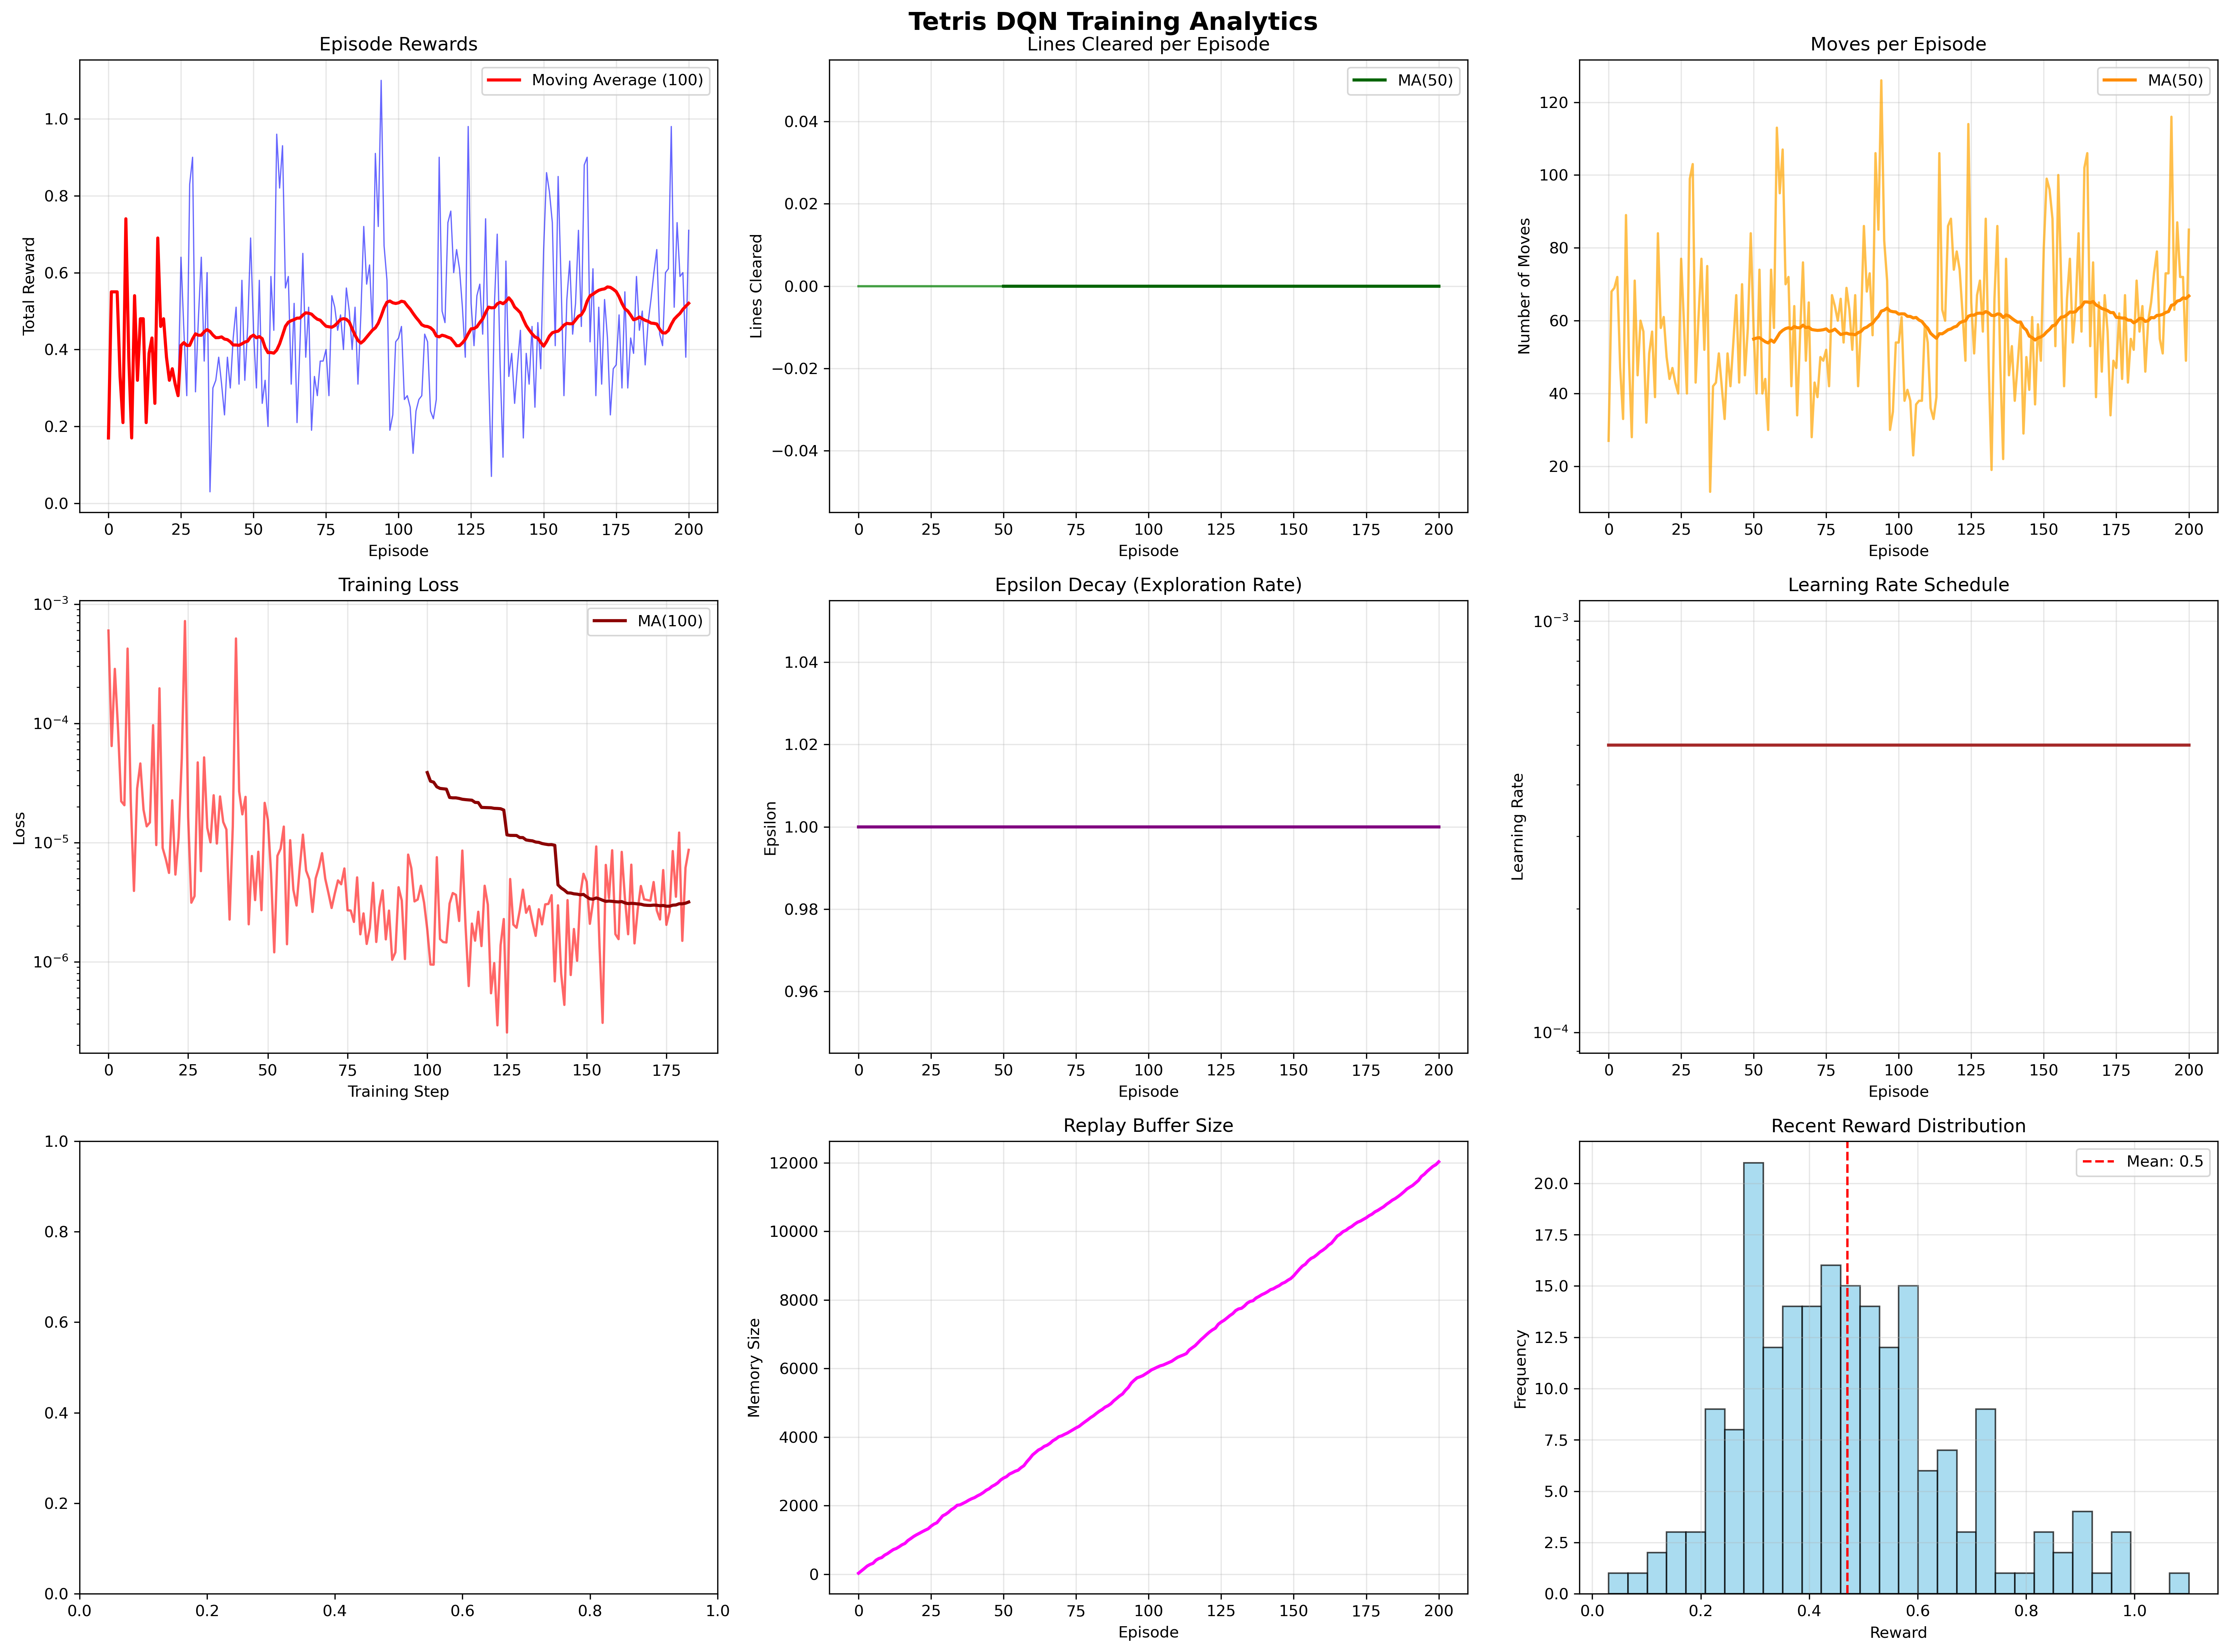 Tetris DQN Training Analytics
Episode Rewards
Moving Average (100)
Total Reward
1.0
0.8
0.6
0.4
0.2
0.0
0 25 50 75 100 125 150 175 200
Episode
Lines Cleared per Episode
MA(50)
Lines Cleared
0.04
0.02
0.00
−0.02
−0.04
0 25 50 75 100 125 150 175 200
Episode
Moves per Episode
MA(50)
Number of Moves
120
100
80
60
40
20
0 25 50 75 100 125 150 175 200
Episode
Training Loss
MA(100)
Loss
10⁻³
10⁻⁴
10⁻⁵
10⁻⁶
0 25 50 75 100 125 150 175
Training Step
Epsilon Decay (Exploration Rate)
Epsilon
1.04
1.02
1.00
0.98
0.96
0 25 50 75 100 125 150 175 200
Episode
Learning Rate Schedule
Learning Rate
10⁻³
10⁻⁴
0 25 50 75 100 125 150 175 200
Episode
1.0
0.8
0.6
0.4
0.2
0.0
0.0 0.2 0.4 0.6 0.8 1.0
Replay Buffer Size
Memory Size
12000
10000
8000
6000
4000
2000
0
0 25 50 75 100 125 150 175 200
Episode
Recent Reward Distribution
Mean: 0.5
Frequency
20.0
17.5
15.0
12.5
10.0
7.5
5.0
2.5
0.0
0.0 0.2 0.4 0.6 0.8 1.0
Reward